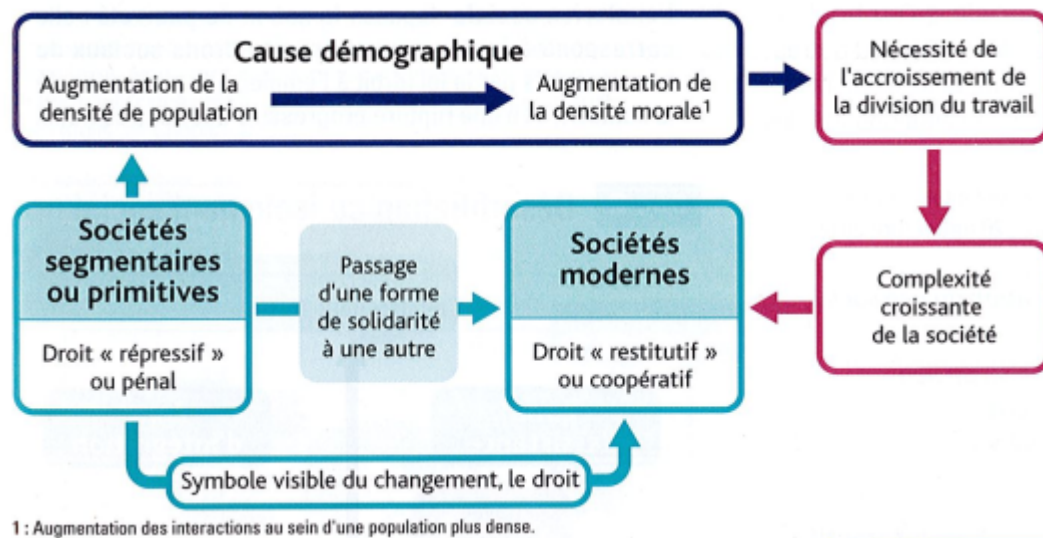 Cause démographique
Augmentation de la
densité de population
Augmentation de
la densité morale¹
Nécessité de
l'accroissement de
la division du travail
Sociétés
segmentaires
ou primitives
Droit « répressif »
ou pénal
Passage
d'une forme
de solidarité
à une autre
Sociétés
modernes
Droit « restitutif »
ou coopératif
Complexité
croissante
de la société
Symbole visible du changement, le droit
1 : Augmentation des interactions au sein d'une population plus dense.